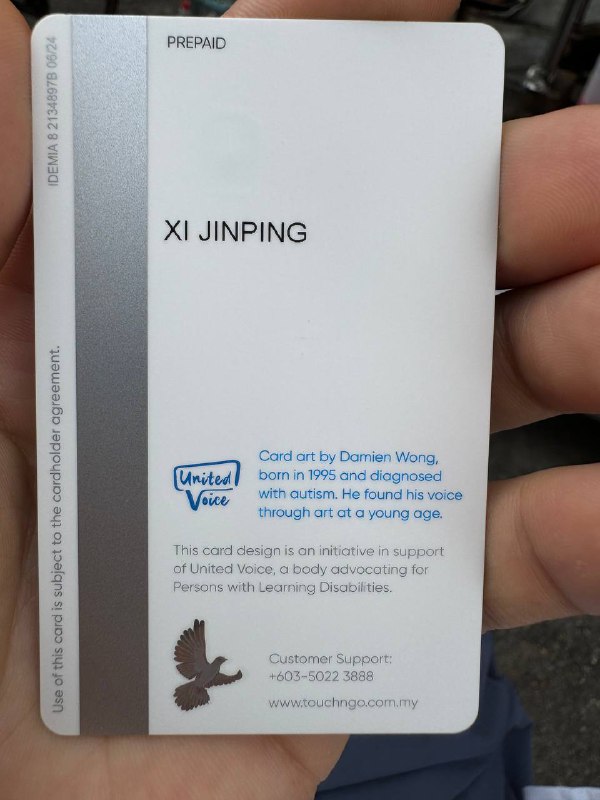 PREPAID
IDEMIA 8 2134897B 06/24
XI JINPING
Use of this card is subject to the cardholder agreement.
United
Voice
Card art by Damien Wong,
born in 1995 and diagnosed
with autism. He found his voice
through art at a young age.
This card design is an initiative in support
of United Voice, a body advocating for
Persons with Learning Disabilities.
Customer Support:
+603-5022 3888
www.touchngo.com.my